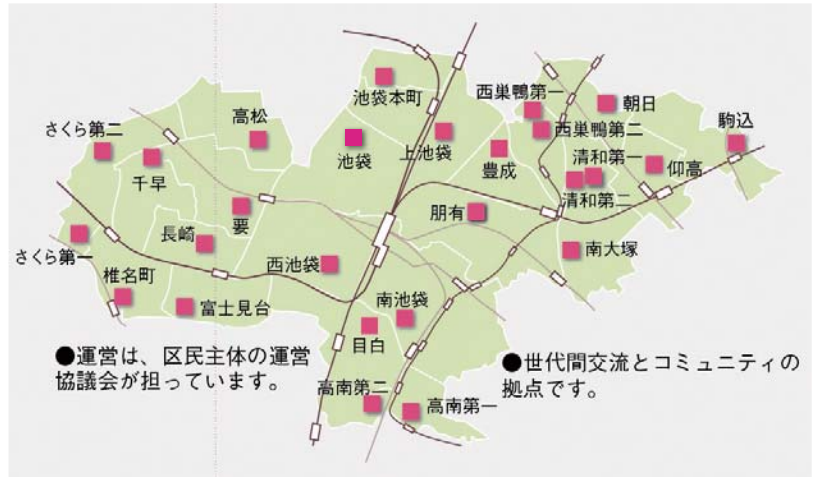 西巣鴨第一
朝日
池袋本町
高松
西巣鴨第二
駒込
さくら第二
上池袋
池袋
豊成
清和第一
仰高
千早
清和第二
要
朋有
長崎
南大塚
さくら第一
西池袋
椎名町
富士見台
南池袋
目白
●運営は、区民主体の運営
協議会が担っています。
●世代間交流とコミュニティの
拠点です。
高南第二
高南第一